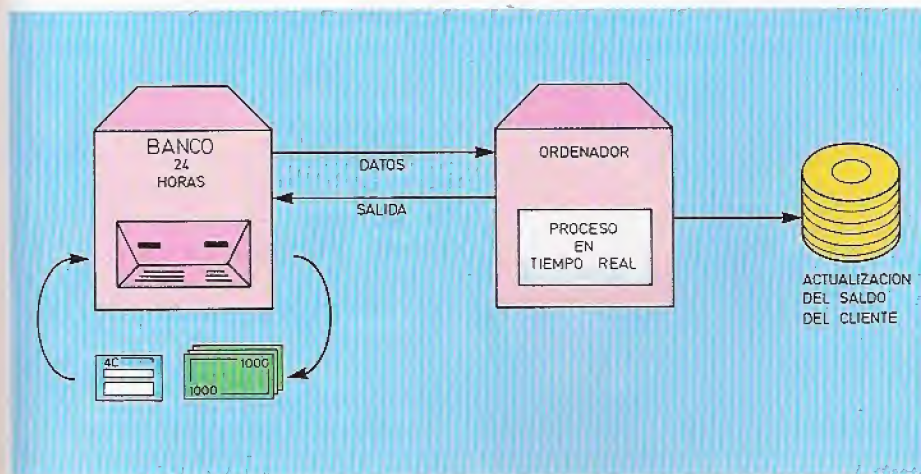 BANCO
24
HORAS
DATOS
SALIDA
ORDENADOR
PROCESO
EN
TIEMPO REAL
ACTUALIZACION
DEL SALDO
DEL CLIENTE
4C
1000
1000